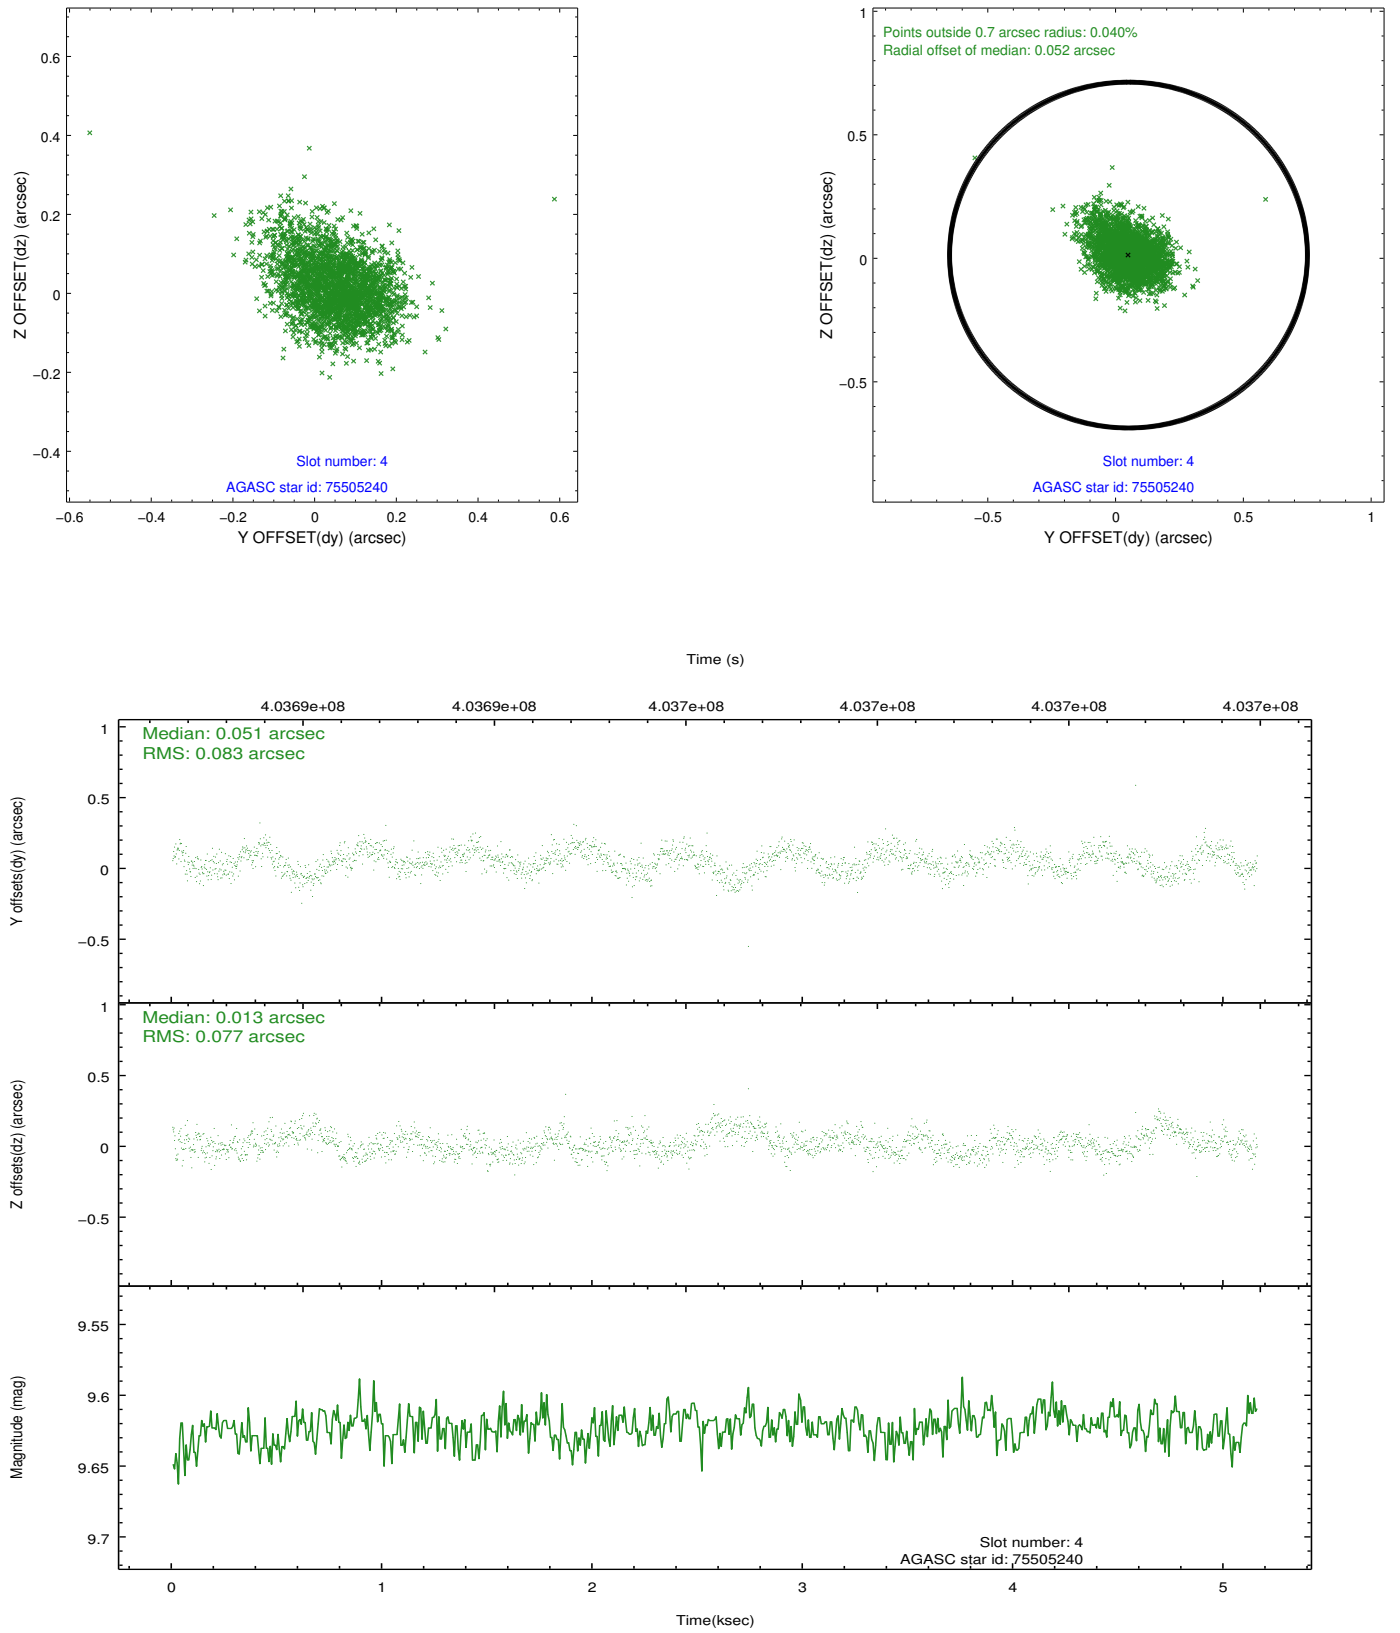 0.6
0.4
0.2
0
−0.2
−0.4
Z OFFSET(dz) (arcsec)
Slot number: 4
AGASC star id: 75505240
−0.6 −0.4 −0.2 0 0.2 0.4 0.6
Y OFFSET(dy) (arcsec)
Points outside 0.7 arcsec radius: 0.040%
Radial offset of median: 0.052 arcsec
1
0.5
0
−0.5
Z OFFSET(dz) (arcsec)
Slot number: 4
AGASC star id: 75505240
−0.5 0 0.5 1
Y OFFSET(dy) (arcsec)
Time (s)
4.0369e+08 4.0369e+08 4.037e+08 4.037e+08 4.037e+08 4.037e+08
Median: 0.051 arcsec
RMS: 0.083 arcsec
1
0.5
0
−0.5
Y offsets(dy) (arcsec)
Median: 0.013 arcsec
RMS: 0.077 arcsec
1
0.5
0
−0.5
Z offsets(dz) (arcsec)
9.55
9.6
9.65
9.7
Magnitude (mag)
Slot number: 4
AGASC star id: 75505240
0 1 2 3 4 5
Time(ksec)